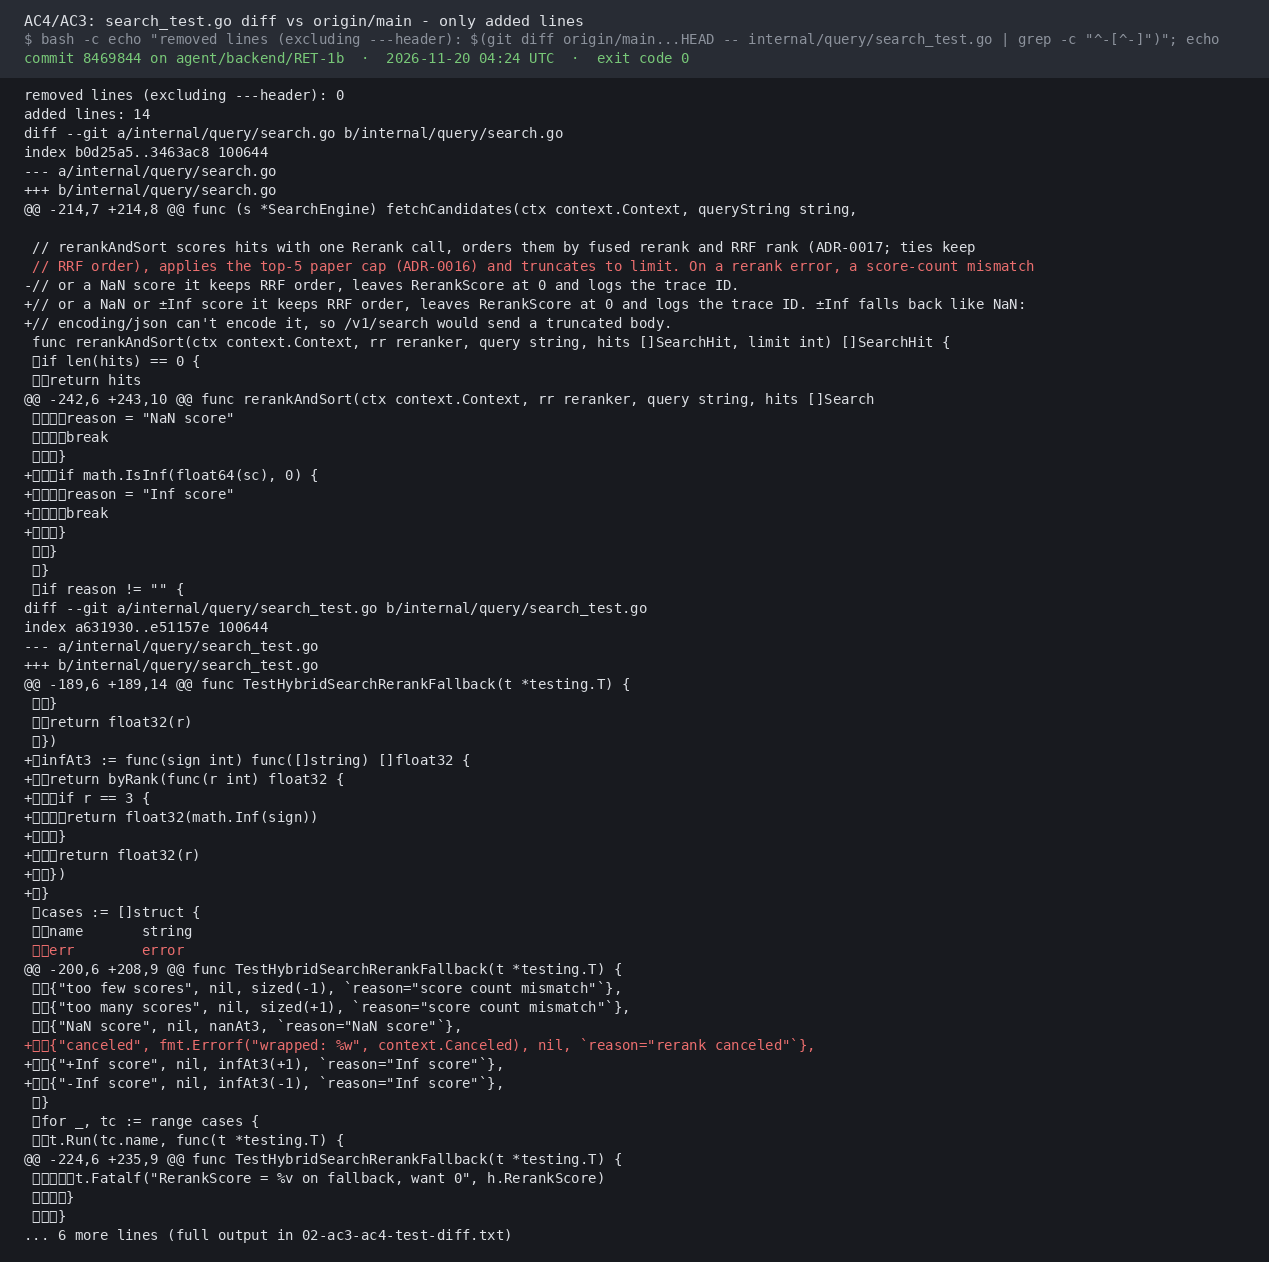 AC4/AC3: search_test.go diff vs origin/main - only added lines
$ bash -c echo "removed lines (excluding ---header): $(git diff origin/main...HEAD -- internal/query/search_test.go | grep -c "^-[^-]")"; echo
commit 8469844 on agent/backend/RET-1b  ·  2026-11-20 04:24 UTC  ·  exit code 0
removed lines (excluding ---header): 0
added lines: 14
diff --git a/internal/query/search.go b/internal/query/search.go
index b0d25a5..3463ac8 100644
--- a/internal/query/search.go
+++ b/internal/query/search.go
@@ -214,7 +214,8 @@ func (s *SearchEngine) fetchCandidates(ctx context.Context, queryString string,
 // rerankAndSort scores hits with one Rerank call, orders them by fused rerank and RRF rank (ADR-0017; ties keep
 // RRF order), applies the top-5 paper cap (ADR-0016) and truncates to limit. On a rerank error, a score-count mismatch
-// or a NaN score it keeps RRF order, leaves RerankScore at 0 and logs the trace ID.
+// or a NaN or ±Inf score it keeps RRF order, leaves RerankScore at 0 and logs the trace ID. ±Inf falls back like NaN:
+// encoding/json can't encode it, so /v1/search would send a truncated body.
 func rerankAndSort(ctx context.Context, rr reranker, query string, hits []SearchHit, limit int) []SearchHit {
 if len(hits) == 0 {
 return hits
@@ -242,6 +243,10 @@ func rerankAndSort(ctx context.Context, rr reranker, query string, hits []Search
 reason = "NaN score"
 break
 }
+if math.IsInf(float64(sc), 0) {
+reason = "Inf score"
+break
+}
 }
 }
 if reason != "" {
diff --git a/internal/query/search_test.go b/internal/query/search_test.go
index a631930..e51157e 100644
--- a/internal/query/search_test.go
+++ b/internal/query/search_test.go
@@ -189,6 +189,14 @@ func TestHybridSearchRerankFallback(t *testing.T) {
 }
 return float32(r)
 })
+infAt3 := func(sign int) func([]string) []float32 {
+return byRank(func(r int) float32 {
+if r == 3 {
+return float32(math.Inf(sign))
+}
+return float32(r)
+})
+}
 cases := []struct {
 name       string
 err        error
@@ -200,6 +208,9 @@ func TestHybridSearchRerankFallback(t *testing.T) {
 {"too few scores", nil, sized(-1), `reason="score count mismatch"`},
 {"too many scores", nil, sized(+1), `reason="score count mismatch"`},
 {"NaN score", nil, nanAt3, `reason="NaN score"`},
+{"canceled", fmt.Errorf("wrapped: %w", context.Canceled), nil, `reason="rerank canceled"`},
+{"+Inf score", nil, infAt3(+1), `reason="Inf score"`},
+{"-Inf score", nil, infAt3(-1), `reason="Inf score"`},
 }
 for _, tc := range cases {
 t.Run(tc.name, func(t *testing.T) {
@@ -224,6 +235,9 @@ func TestHybridSearchRerankFallback(t *testing.T) {
 t.Fatalf("RerankScore = %v on fallback, want 0", h.RerankScore)
 }
 }
... 6 more lines (full output in 02-ac3-ac4-test-diff.txt)